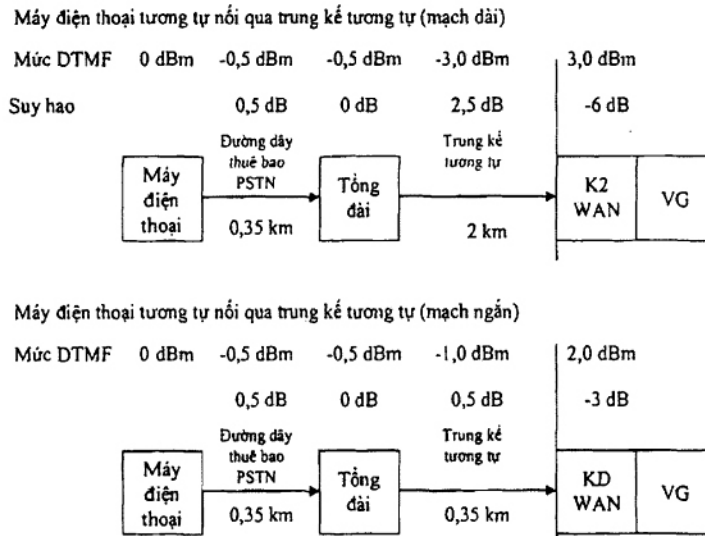 Máy điện thoại tương tự nối qua trung kế tương tự (mạch dài)
Mức DTMF 0 dBm -0,5 dBm -0,5 dBm -3,0 dBm 3,0 dBm
Suy hao 0,5 dB 0 dB 2,5 dB -6 dB
Đường dây
thuê bao
PSTN
Trung kế
tương tự
Máy
điện
thoại
0,35 km
Tổng
đài
2 km
K2
WAN
VG
Máy điện thoại tương tự nối qua trung kế tương tự (mạch ngắn)
Mức DTMF 0 dBm -0,5 dBm -0,5 dBm -1,0 dBm 2,0 dBm
0,5 dB 0 dB 0,5 dB -3 dB
Đường dây
thuê bao
PSTN
Trung kế
tương tự
Máy
điện
thoại
0,35 km
Tổng
đài
0,35 km
KD
WAN
VG